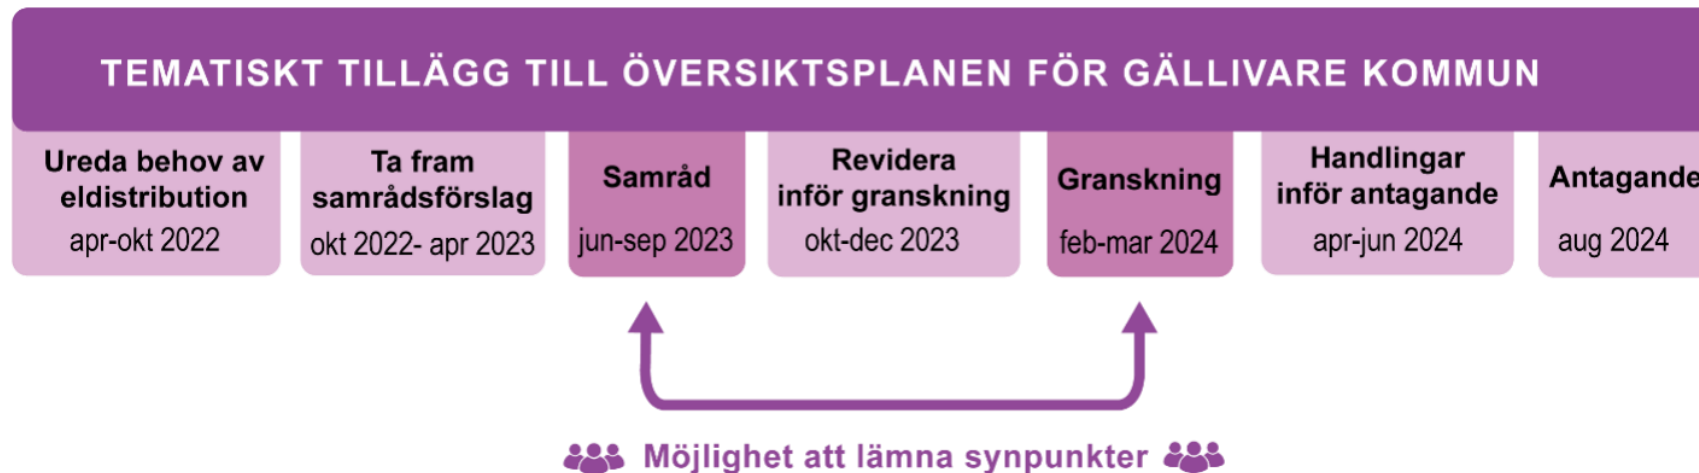 TEMATISKT TILLÄGG TILL ÖVERSIKTSPLANEN FÖR GÄLLIVARE KOMMUN
Ureda behov av
eldistribution
apr-okt 2022
Ta fram
samrådsförslag
okt 2022- apr 2023
Samråd
jun-sep 2023
Revidera
inför granskning
okt-dec 2023
Granskning
feb-mar 2024
Handlingar
inför antagande
apr-jun 2024
Antagande
aug 2024
Möjlighet att lämna synpunkter